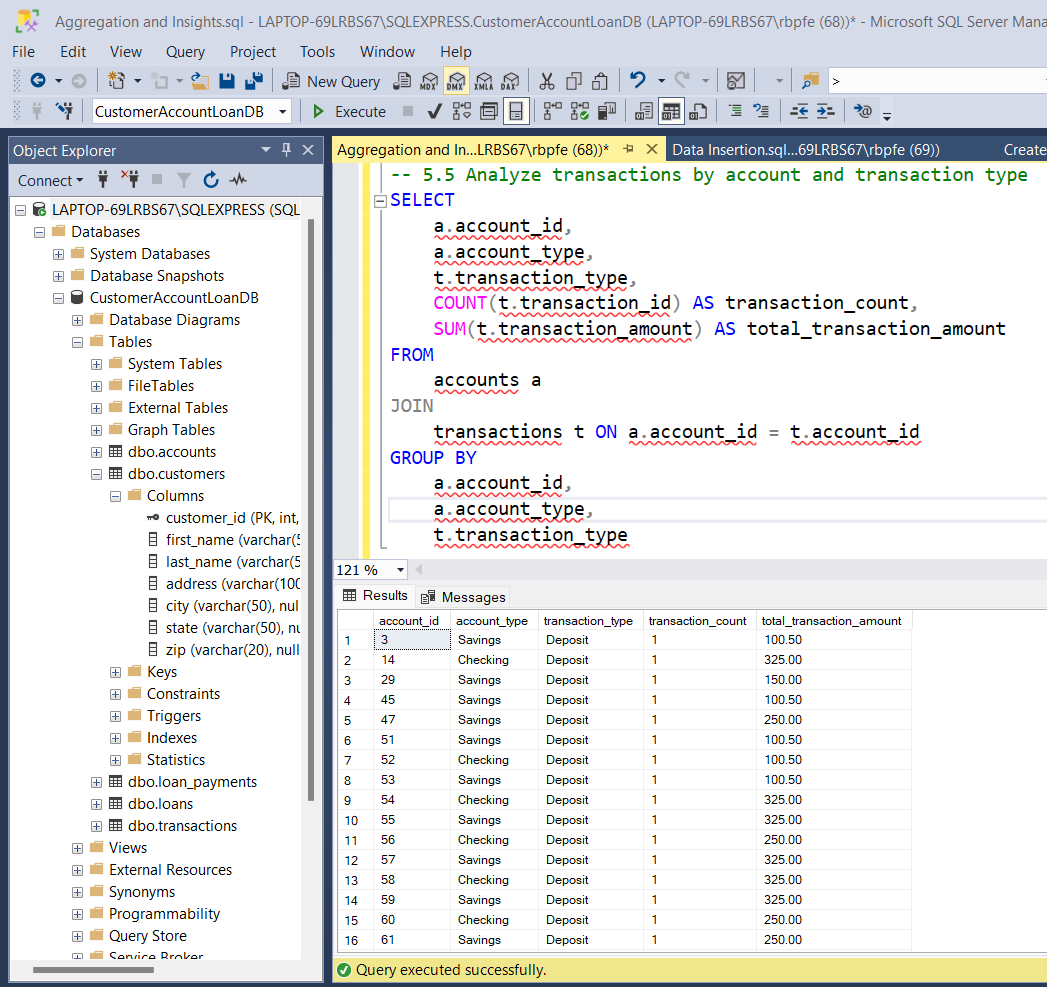 Aggregation and Insights.sql - LAPTOP-69LRBS67\SQLEXPRESS.CustomerAccountLoanDB (LAPTOP-69LRBS67\rbpfe (68))* - Microsoft SQL Server Mana
File Edit View Query Project Tools Window Help
New Query MDX DMX XMLA DAX >
CustomerAccountLoanDB Execute
Object Explorer
Connect
LAPTOP-69LRBS67\SQLEXPRESS (SQL
Databases
System Databases
Database Snapshots
CustomerAccountLoanDB
Database Diagrams
Tables
System Tables
FileTables
External Tables
Graph Tables
dbo.accounts
dbo.customers
Columns
customer_id (PK, int,
first_name (varchar(5
last_name (varchar(5
address (varchar(100
city (varchar(50), nul
state (varchar(50), nu
zip (varchar(20), null
Keys
Constraints
Triggers
Indexes
Statistics
dbo.loan_payments
dbo.loans
dbo.transactions
Views
External Resources
Synonyms
Programmability
Query Store
Service Broker
Aggregation and In...LRBS67\rbpfe (68))* Data Insertion.sql...69LRBS67\rbpfe (69)) Create
-- 5.5 Analyze transactions by account and transaction type
SELECT
a.account_id,
a.account_type,
t.transaction_type,
COUNT(t.transaction_id) AS transaction_count,
SUM(t.transaction_amount) AS total_transaction_amount
FROM
accounts a
JOIN
transactions t ON a.account_id = t.account_id
GROUP BY
a.account_id,
a.account_type,
t.transaction_type
121 %
Results Messages
account_id account_type transaction_type transaction_count total_transaction_amount
1 3 Savings Deposit 1 100.50
2 14 Checking Deposit 1 325.00
3 29 Savings Deposit 1 150.00
4 45 Savings Deposit 1 100.50
5 47 Savings Deposit 1 250.00
6 51 Savings Deposit 1 100.50
7 52 Checking Deposit 1 100.50
8 53 Savings Deposit 1 100.50
9 54 Checking Deposit 1 325.00
10 55 Savings Deposit 1 325.00
11 56 Checking Deposit 1 250.00
12 57 Savings Deposit 1 325.00
13 58 Checking Deposit 1 325.00
14 59 Savings Deposit 1 325.00
15 60 Checking Deposit 1 250.00
16 61 Savings Deposit 1 250.00
Query executed successfully.